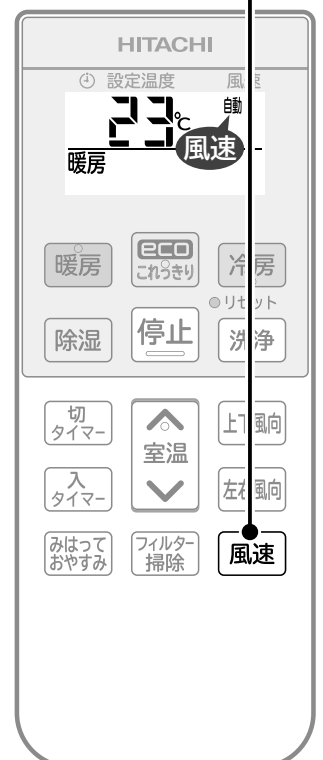 HITACHI
設定温度 風速
自動
23℃
風速
暖房
暖房
eco
これっきり
冷房
リセット
除湿
停止
洗浄
切
タイマー
室温
上下風向
入
タイマー
左右風向
みはって
おやすみ
フィルター
掃除
風速